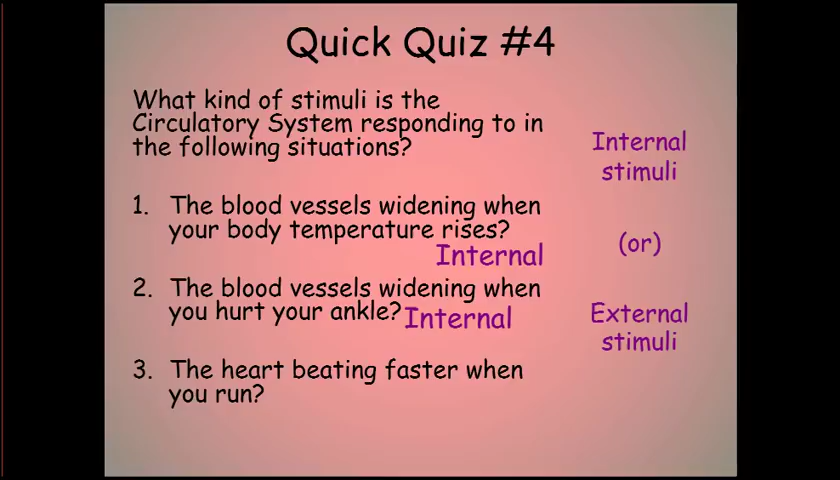 Quick Quiz #4
What kind of stimuli is the
Circulatory System responding to in
the following situations?
1. The blood vessels widening when
your body temperature rises?
Internal
2. The blood vessels widening when
you hurt your ankle? Internal
3. The heart beating faster when
you run?
Internal
stimuli
(or)
External
stimuli